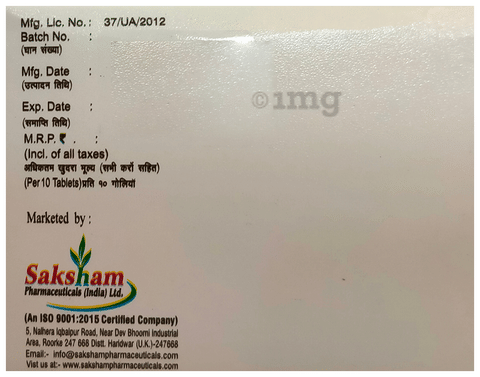 Mfg. Lic. No.: 37/UA/2012
Batch No. :
(घान संख्या)
Mfg. Date :
(उत्पादन तिथि)
©1mg
Exp. Date :
(समाप्ति तिथि)
M.R.P. ₹ . :
(Incl. of all taxes)
अधिकतम खुदरा मूल्य (सभी करों सहित)
(Per 10 Tablets)प्रति १० गोलियां
Marketed by :
Saksham
Pharmaceuticals (India) Ltd.
(An ISO 9001:2015 Certified Company)
5, Nalhera Iqbalpur Road, Near Dev Bhoomi Industrial
Area, Roorke 247 668 Distt. Haridwar (U.K.)-247668
Email:- info@sakshampharmaceuticals.com
Vist us at:- www.sakshampharmaceuticals.com